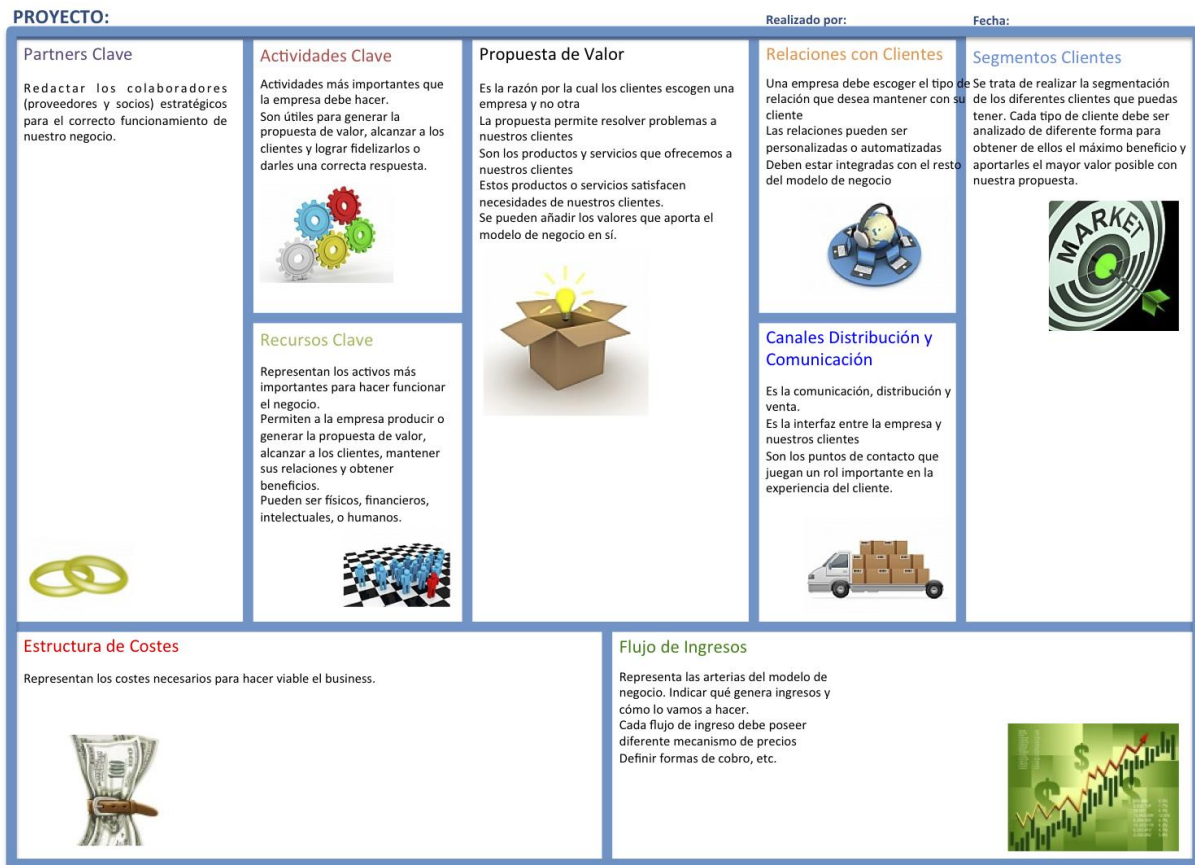 PROYECTO:
Realizado por:
Fecha:
Partners Clave
Redactar los colaboradores
(proveedores y socios) estratégicos
para el correcto funcionamiento de
nuestro negocio.
Actividades Clave
Actividades más importantes que
la empresa debe hacer.
Son útiles para generar la
propuesta de valor, alcanzar a los
clientes y lograr fidelizarlos o
darles una correcta respuesta.
Recursos Clave
Representan los activos más
importantes para hacer funcionar
el negocio.
Permiten a la empresa producir o
generar la propuesta de valor,
alcanzar a los clientes, mantener
sus relaciones y obtener
beneficios.
Pueden ser físicos, financieros,
intelectuales, o humanos.
Propuesta de Valor
Es la razón por la cual los clientes escogen una
empresa y no otra
La propuesta permite resolver problemas a
nuestros clientes
Son los productos y servicios que ofrecemos a
nuestros clientes
Estos productos o servicios satisfacen
necesidades de nuestros clientes.
Se pueden añadir los valores que aporta el
modelo de negocio en sí.
Relaciones con Clientes
Una empresa debe escoger el tipo de
relación que desea mantener con su
cliente
Las relaciones pueden ser
personalizadas o automatizadas
Deben estar integradas con el resto
del modelo de negocio
Canales Distribución y
Comunicación
Es la comunicación, distribución y
venta.
Es la interfaz entre la empresa y
nuestros clientes
Son los puntos de contacto que
juegan un rol importante en la
experiencia del cliente.
Segmentos Clientes
Se trata de realizar la segmentación
de los diferentes clientes que puedas
tener. Cada tipo de cliente debe ser
analizado de diferente forma para
obtener de ellos el máximo beneficio y
aportarles el mayor valor posible con
nuestra propuesta.
MARKET
Estructura de Costes
Representan los costes necesarios para hacer viable el business.
Flujo de Ingresos
Representa las arterias del modelo de
negocio. Indicar qué genera ingresos y
cómo lo vamos a hacer.
Cada flujo de ingreso debe poseer
diferente mecanismo de precios
Definir formas de cobro, etc.